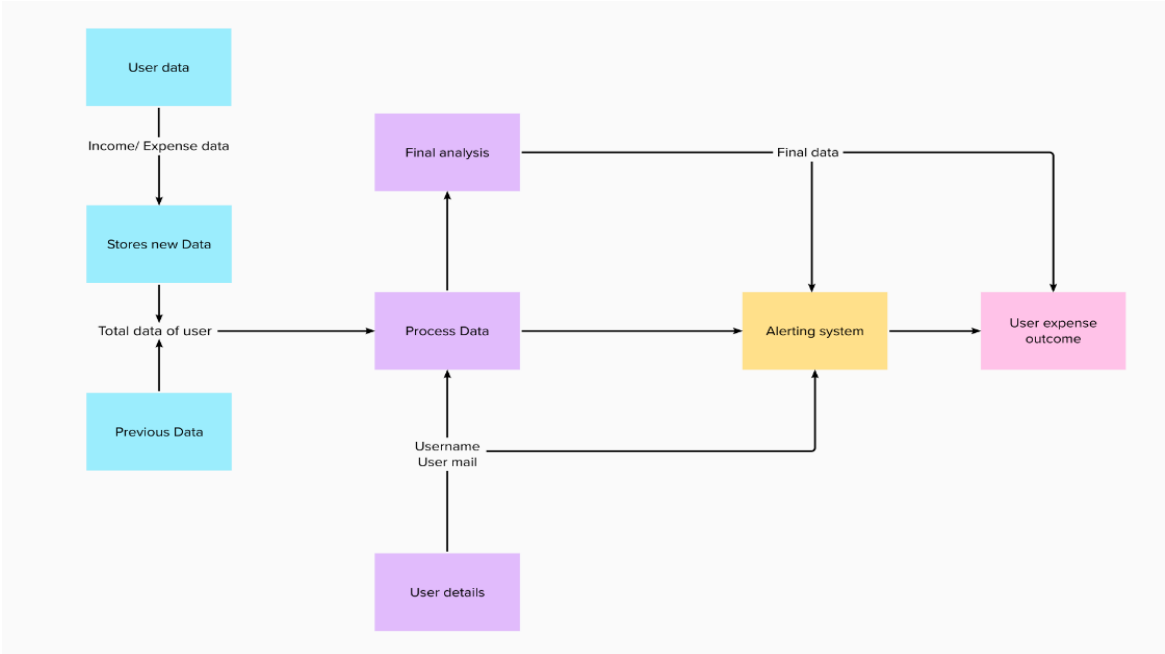 User data
Income/ Expense data
Stores new Data
Total data of user
Previous Data
Final analysis
Process Data
Username
User mail
User details
Final data
Alerting system
User expense
outcome